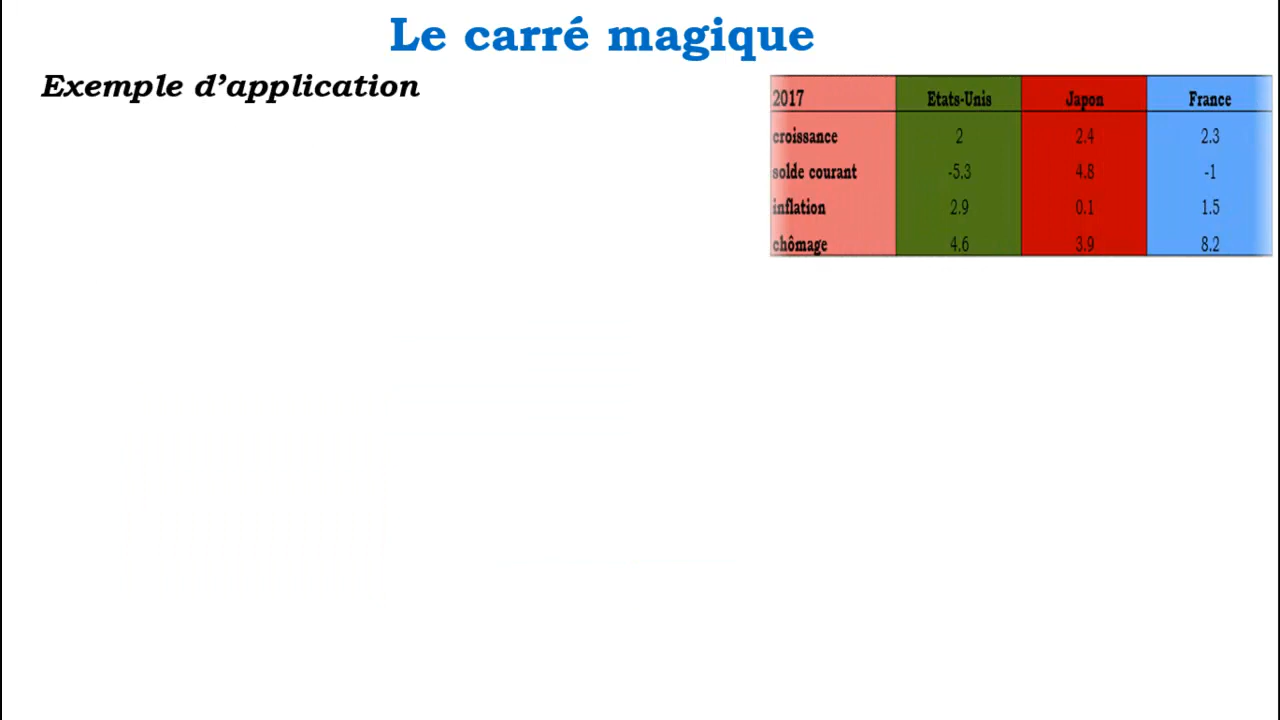 Le carré magique
Exemple d’application
2017 Etats-Unis Japon France
croissance 2 2.4 2.3
solde courant -5.3 4.8 -1
inflation 2.9 0.1 1.5
chômage 4.6 3.9 8.2